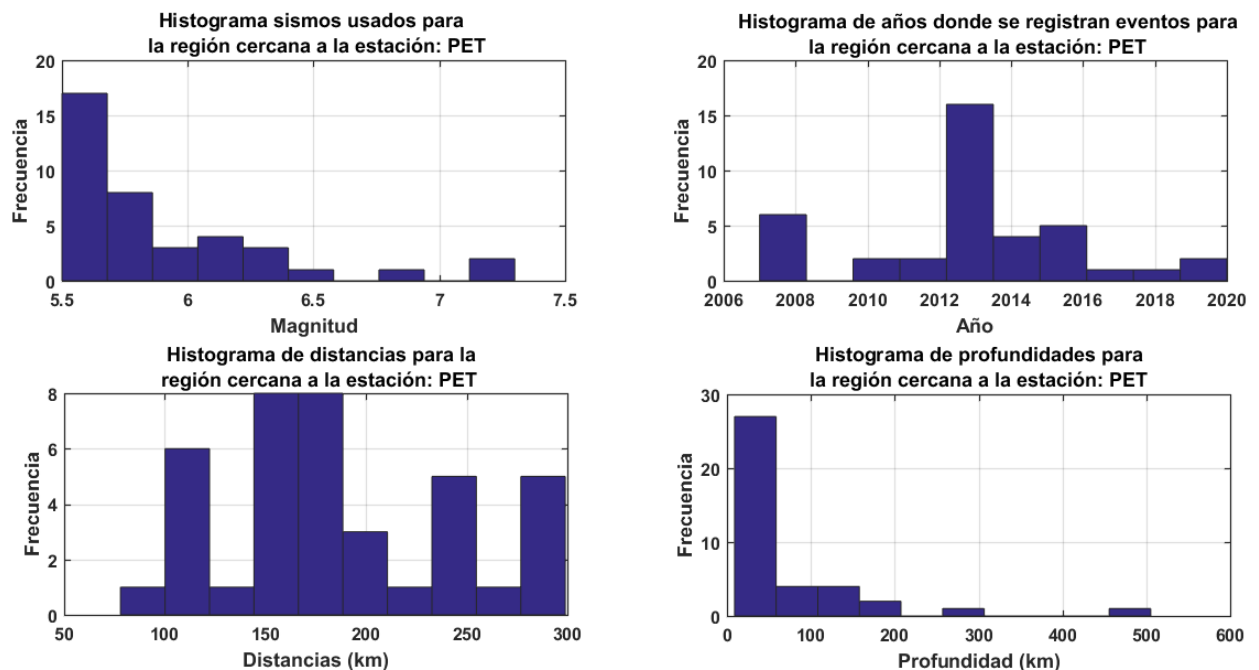 Histograma sismos usados para
la región cercana a la estación: PET
20
15
10
5
0
Frecuencia
5.5 6 6.5 7 7.5
Magnitud
Histograma de años donde se registran eventos para
la región cercana a la estación: PET
20
15
10
5
0
Frecuencia
2006 2008 2010 2012 2014 2016 2018 2020
Año
Histograma de distancias para la
región cercana a la estación: PET
8
6
4
2
0
Frecuencia
50 100 150 200 250 300
Distancias (km)
Histograma de profundidades para
la región cercana a la estación: PET
30
20
10
0
Frecuencia
0 100 200 300 400 500 600
Profundidad (km)